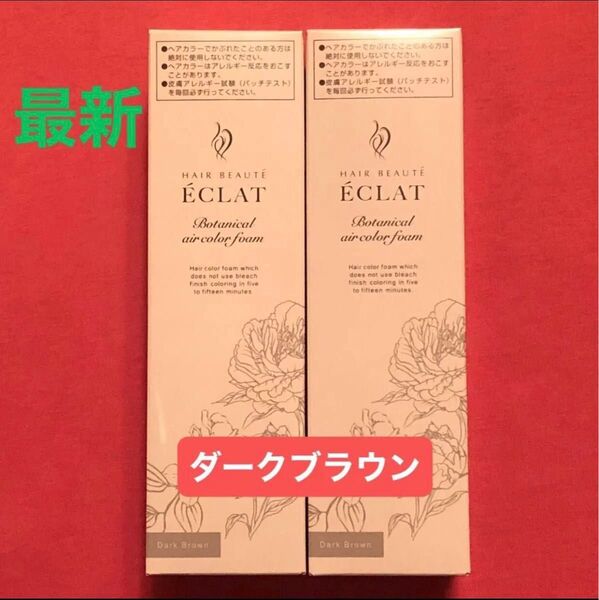 最新
●ヘアカラーでかぶれたことのある方は
絶対に使用しないでください。
●ヘアカラーはアレルギー反応をおこす
ことがあります。
●皮膚アレルギー試験（パッチテスト）
を毎回必ず行ってください。
HAIR BEAUTÉ
ÉCLAT
Botanical
air color foam
Hair color foam which
does not use bleach
finish coloring in five
to fifteen minutes.
Dark Brown
●ヘアカラーでかぶれたことのある方は
絶対に使用しないでください。
●ヘアカラーはアレルギー反応をおこす
ことがあります。
●皮膚アレルギー試験（パッチテスト）
を毎回必ず行ってください。
HAIR BEAUTÉ
ÉCLAT
Botanical
air color foam
Hair color foam which
does not use bleach
finish coloring in five
to fifteen minutes.
Dark Brown
ダークブラウン